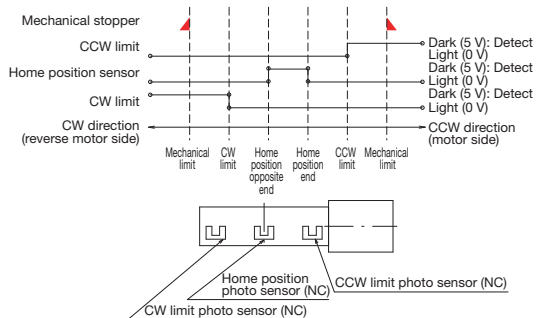 Mechanical stopper
CCW limit
Dark (5 V): Detect
Light (0 V)
Home position sensor
Dark (5 V): Detect
Light (0 V)
CW limit
Dark (5 V): Detect
Light (0 V)
CW direction
(reverse motor side)
CCW direction
(motor side)
Mechanical
limit
CW
limit
Home
position
opposite
end
Home
position
end
CCW
limit
Mechanical
limit
Home position
photo sensor (NC)
CCW limit photo sensor (NC)
CW limit photo sensor (NC)